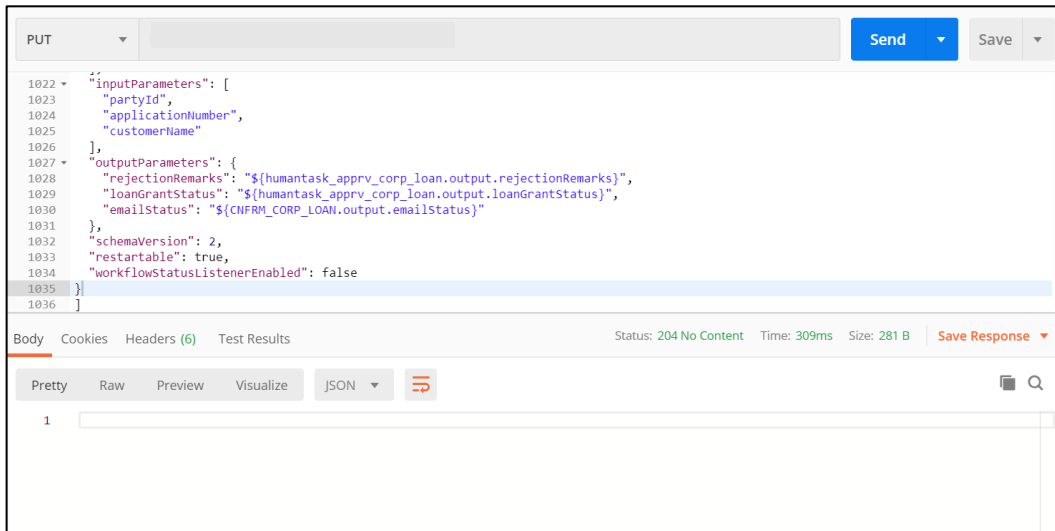 PUT Send Save
1022 "inputParameters": [
1023 "partyId",
1024 "applicationNumber",
1025 "customerName"
1026 ],
1027 "outputParameters": {
1028 "rejectionRemarks": "${humantask_apprv_corp_loan.output.rejectionRemarks}",
1029 "loanGrantStatus": "${humantask_apprv_corp_loan.output.loanGrantStatus}",
1030 "emailStatus": "${CNFRM_CORP_LOAN.output.emailStatus}"
1031 },
1032 "schemaVersion": 2,
1033 "restartable": true,
1034 "workflowStatusListenerEnabled": false
1035 }
1036 ]
Body Cookies Headers (6) Test Results Status: 204 No Content Time: 309ms Size: 281 B Save Response
Pretty Raw Preview Visualize JSON
1